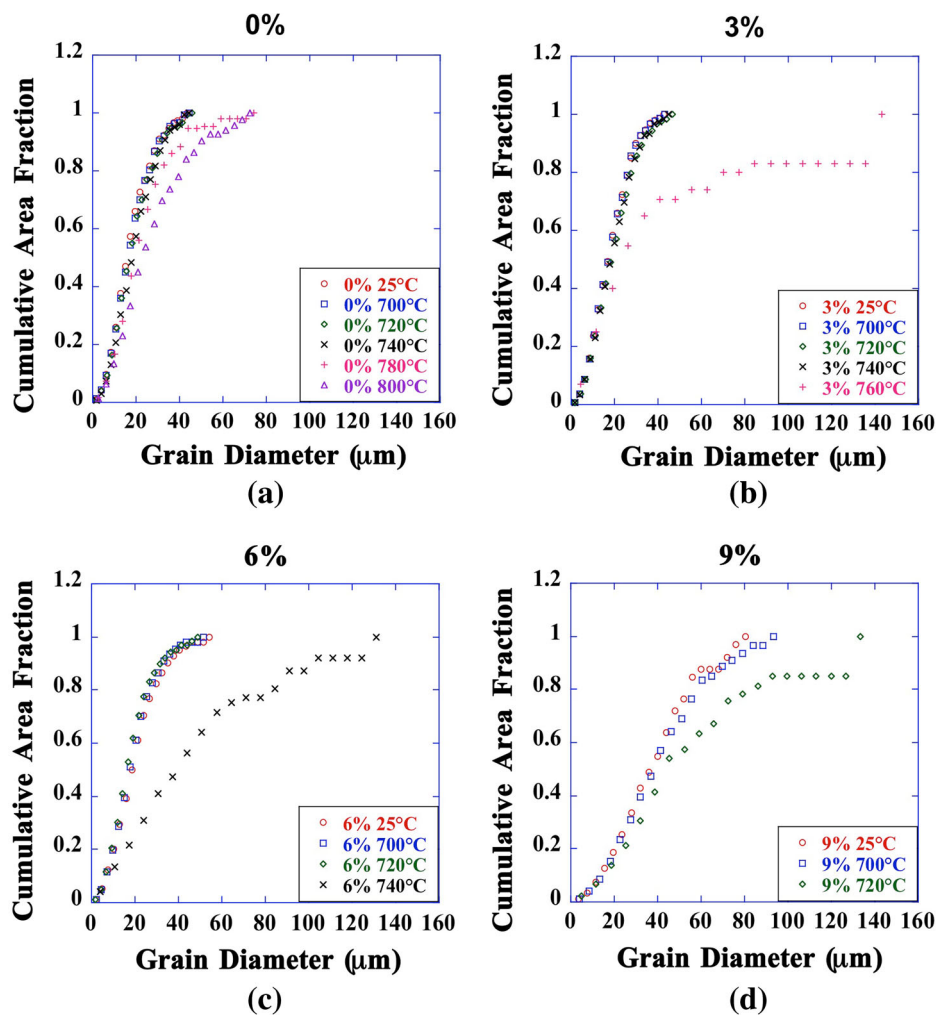 0%
1.2
1
0.8
0.6
0.4
0.2
0
Cumulative Area Fraction
0% 25°C
0% 700°C
0% 720°C
0% 740°C
0% 780°C
0% 800°C
0 20 40 60 80 100 120 140 160
Grain Diameter (μm)
(a)
3%
1.2
1
0.8
0.6
0.4
0.2
0
Cumulative Area Fraction
3% 25°C
3% 700°C
3% 720°C
3% 740°C
3% 760°C
0 20 40 60 80 100 120 140 160
Grain Diameter (μm)
(b)
6%
1.2
1
0.8
0.6
0.4
0.2
0
Cumulative Area Fraction
6% 25°C
6% 700°C
6% 720°C
6% 740°C
0 20 40 60 80 100 120 140 160
Grain Diameter (μm)
(c)
9%
1.2
1
0.8
0.6
0.4
0.2
0
Cumulative Area Fraction
9% 25°C
9% 700°C
9% 720°C
0 20 40 60 80 100 120 140 160
Grain Diameter (μm)
(d)